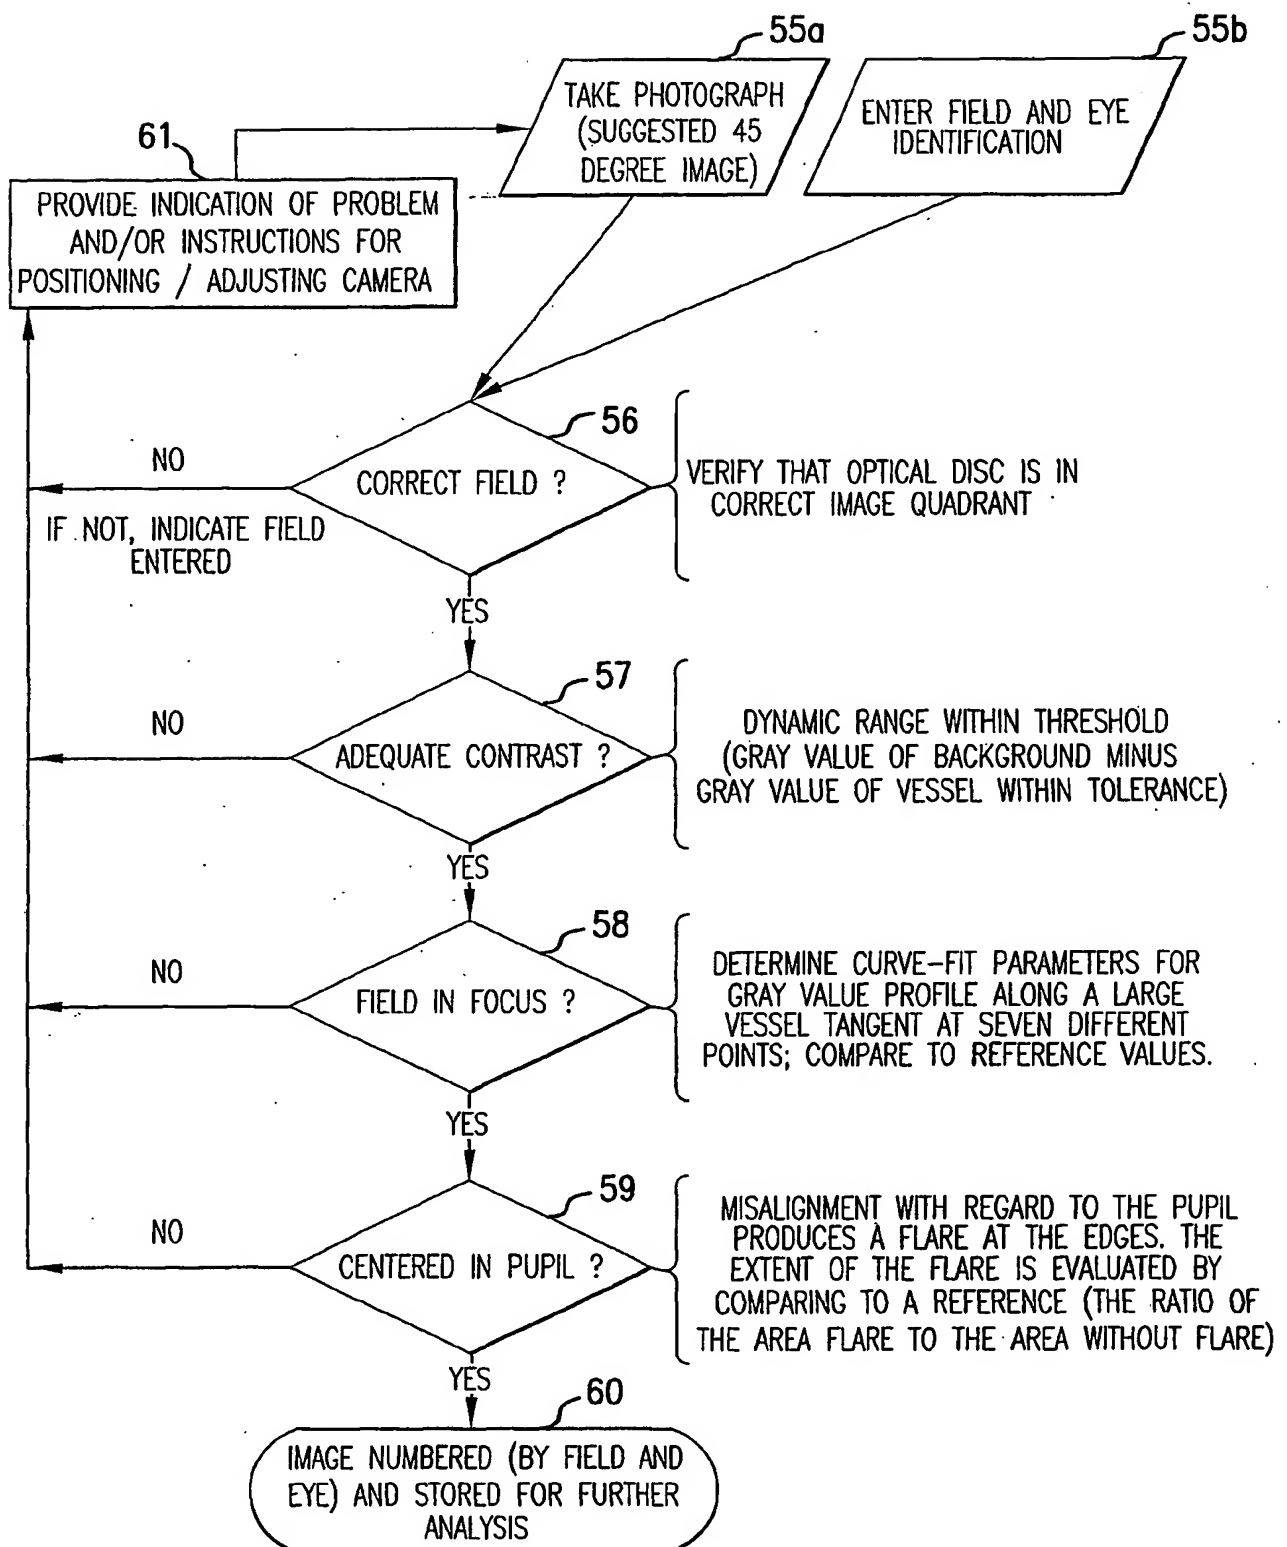 55a
55b
TAKE PHOTOGRAPH
(SUGGESTED 45
DEGREE IMAGE)
ENTER FIELD AND EYE
IDENTIFICATION
61
PROVIDE INDICATION OF PROBLEM
AND/OR INSTRUCTIONS FOR
POSITIONING / ADJUSTING CAMERA
56
NO
CORRECT FIELD ?
VERIFY THAT OPTICAL DISC IS IN
CORRECT IMAGE QUADRANT
IF NOT, INDICATE FIELD
ENTERED
YES
57
NO
ADEQUATE CONTRAST ?
DYNAMIC RANGE WITHIN THRESHOLD
(GRAY VALUE OF BACKGROUND MINUS
GRAY VALUE OF VESSEL WITHIN TOLERANCE)
YES
58
NO
FIELD IN FOCUS ?
DETERMINE CURVE-FIT PARAMETERS FOR
GRAY VALUE PROFILE ALONG A LARGE
VESSEL TANGENT AT SEVEN DIFFERENT
POINTS; COMPARE TO REFERENCE VALUES.
YES
59
NO
CENTERED IN PUPIL ?
MISALIGNMENT WITH REGARD TO THE PUPIL
PRODUCES A FLARE AT THE EDGES. THE
EXTENT OF THE FLARE IS EVALUATED BY
COMPARING TO A REFERENCE (THE RATIO OF
THE AREA FLARE TO THE AREA WITHOUT FLARE)
YES
60
IMAGE NUMBERED (BY FIELD AND
EYE) AND STORED FOR FURTHER
ANALYSIS